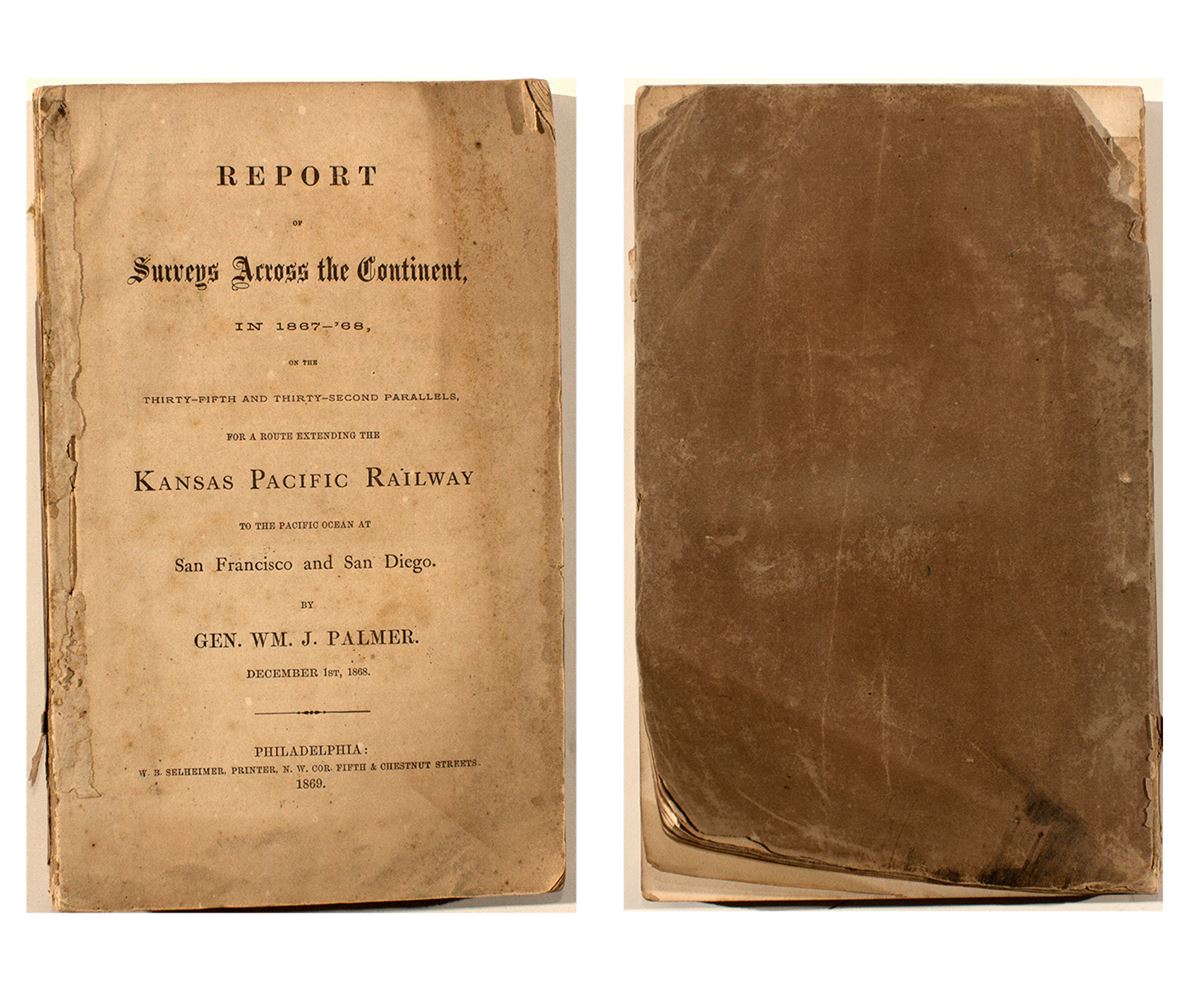 REPORT
OF
Surveys Across the Continent,
IN 1867–'68,
ON THE
THIRTY-FIFTH AND THIRTY-SECOND PARALLELS,
FOR A ROUTE EXTENDING THE
KANSAS PACIFIC RAILWAY
TO THE PACIFIC OCEAN AT
San Francisco and San Diego.
BY
GEN. WM. J. PALMER.
DECEMBER 1ST, 1868.
PHILADELPHIA:
W. B. SELHEIMER, PRINTER, N. W. COR. FIFTH & CHESTNUT STREETS.
1869.